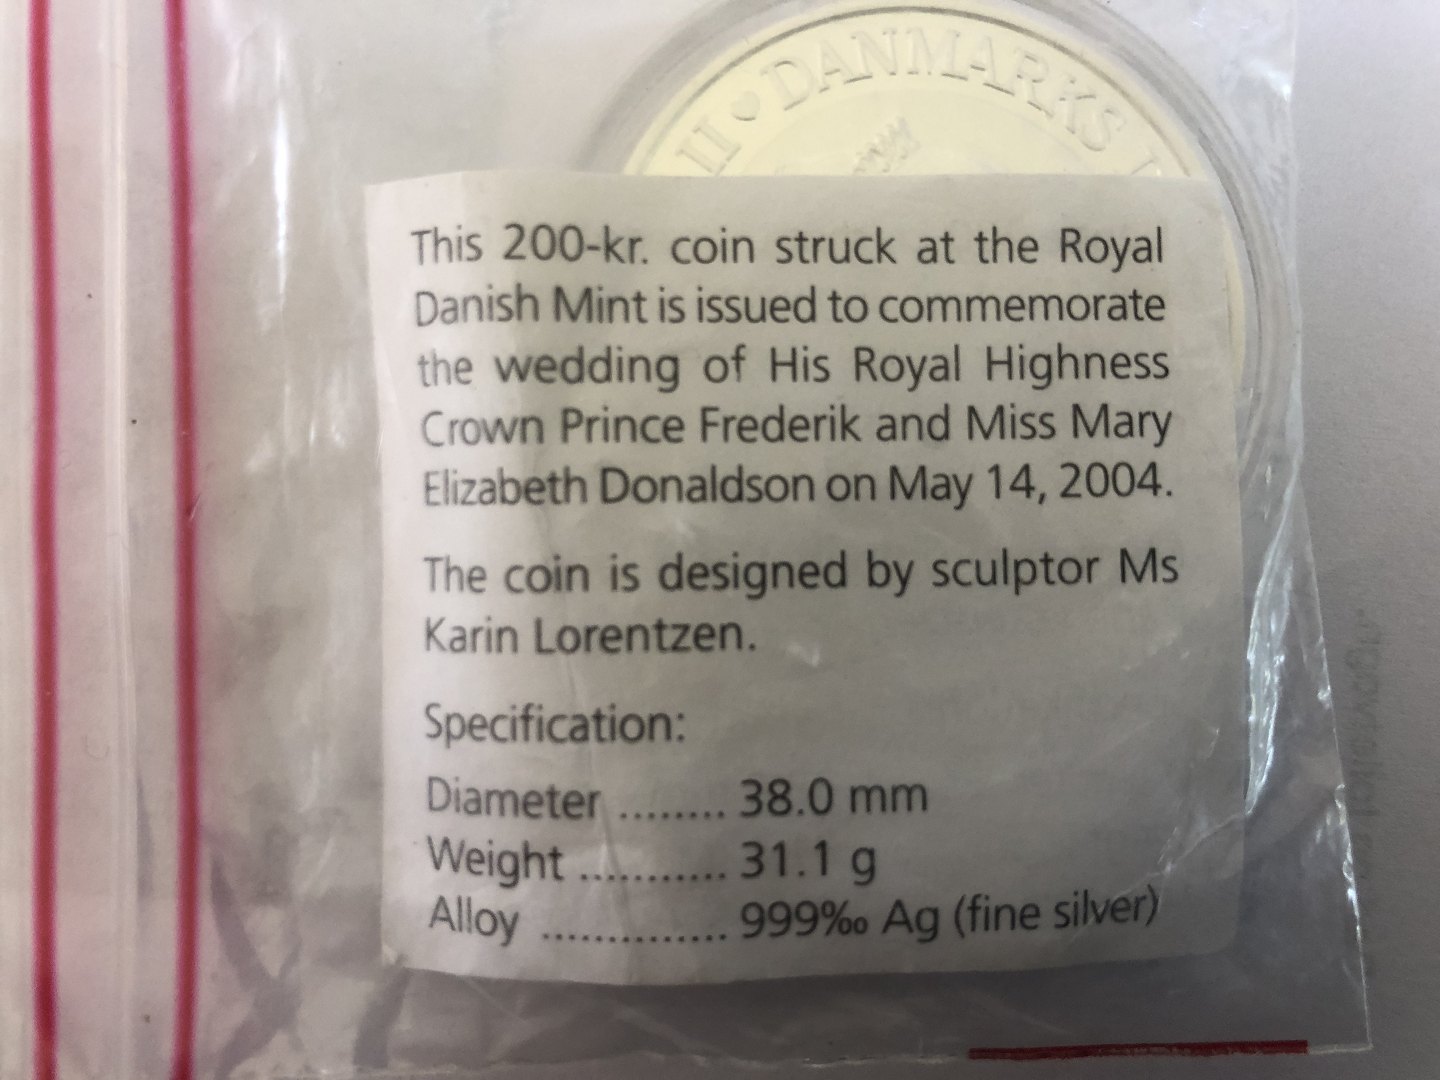 II ♥ DANMARKS
This 200-kr. coin struck at the Royal
Danish Mint is issued to commemorate
the wedding of His Royal Highness
Crown Prince Frederik and Miss Mary
Elizabeth Donaldson on May 14, 2004.
The coin is designed by sculptor Ms
Karin Lorentzen.
Specification:
Diameter ........ 38.0 mm
Weight ........... 31.1 g
Alloy .............. 999‰ Ag (fine silver)